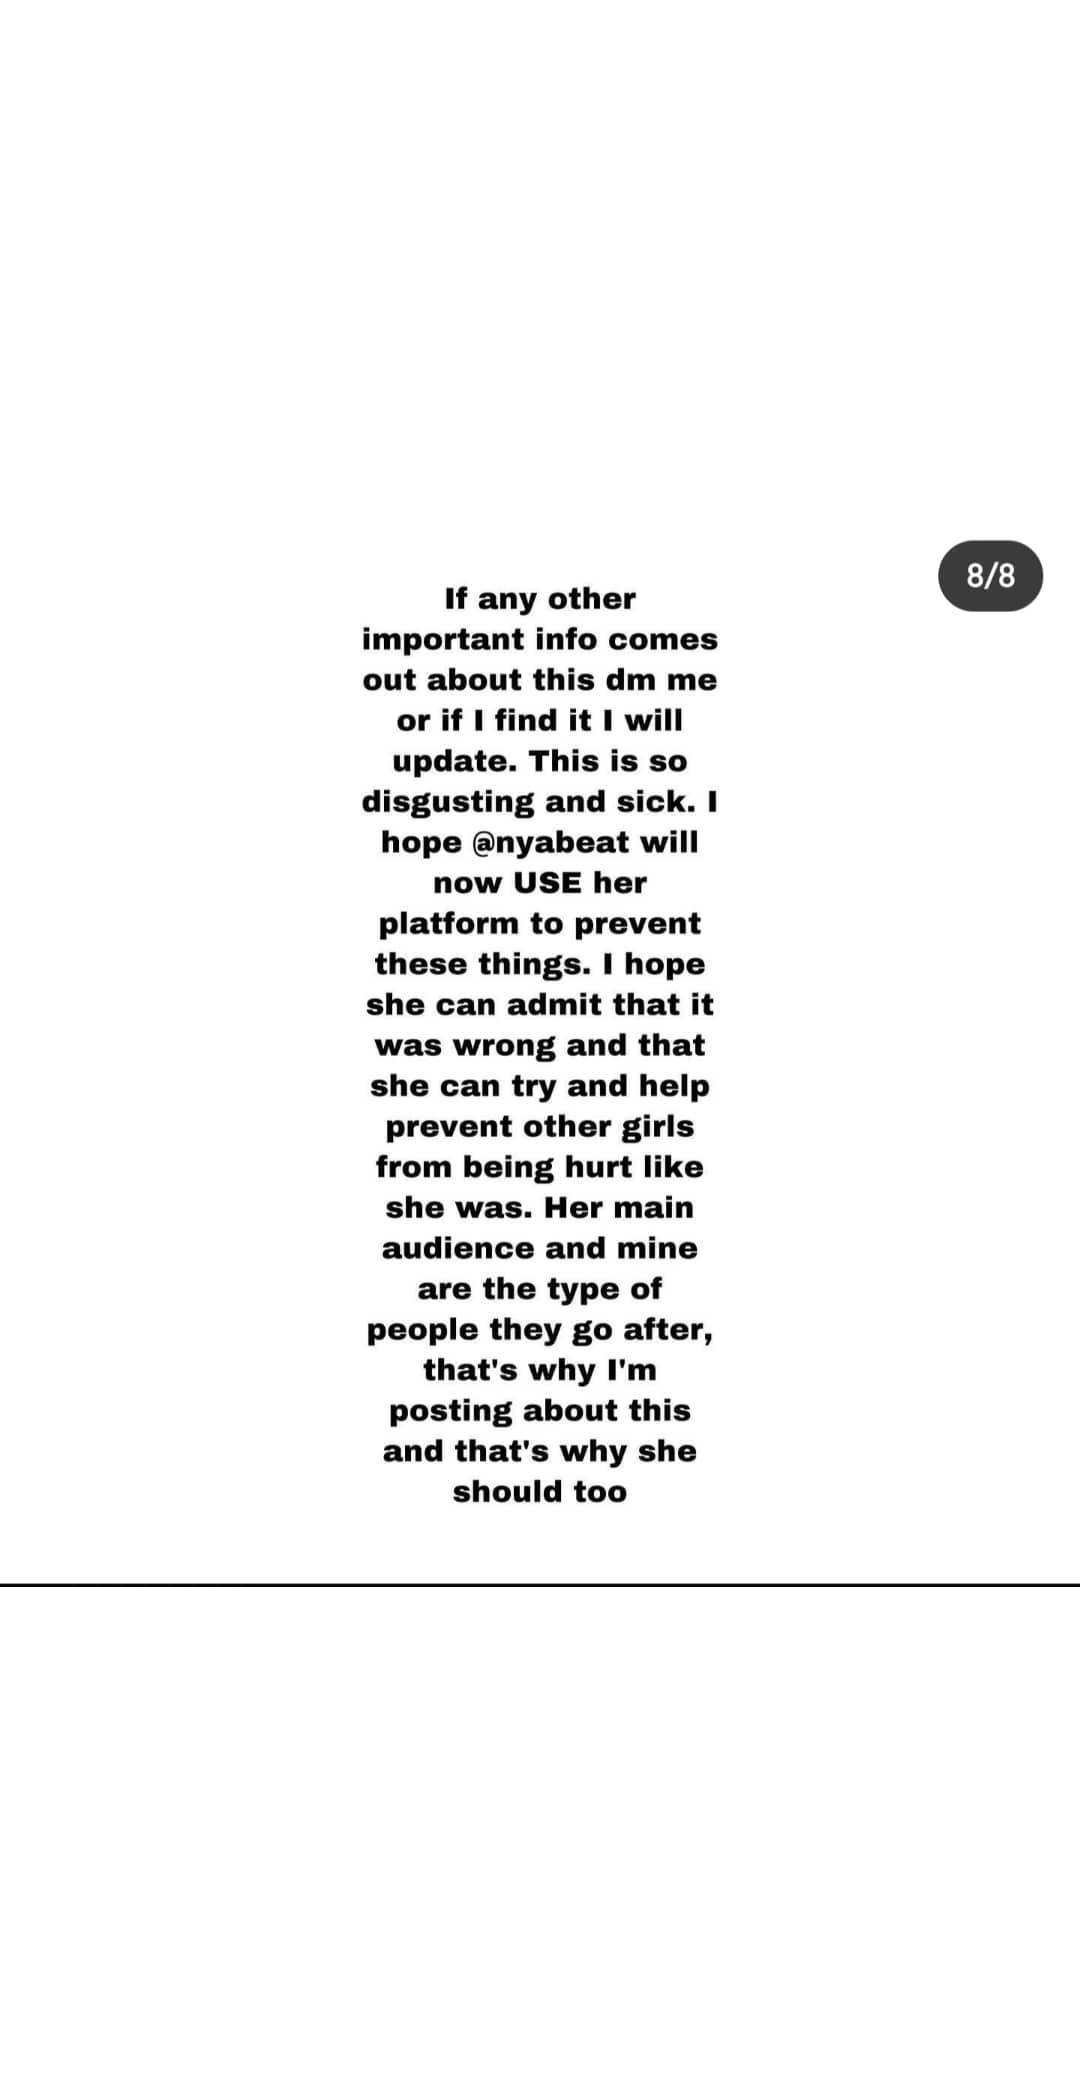 8/8
If any other
important info comes
out about this dm me
or if I find it I will
update. This is so
disgusting and sick. I
hope @nyabeat will
now USE her
platform to prevent
these things. I hope
she can admit that it
was wrong and that
she can try and help
prevent other girls
from being hurt like
she was. Her main
audience and mine
are the type of
people they go after,
that's why I'm
posting about this
and that's why she
should too